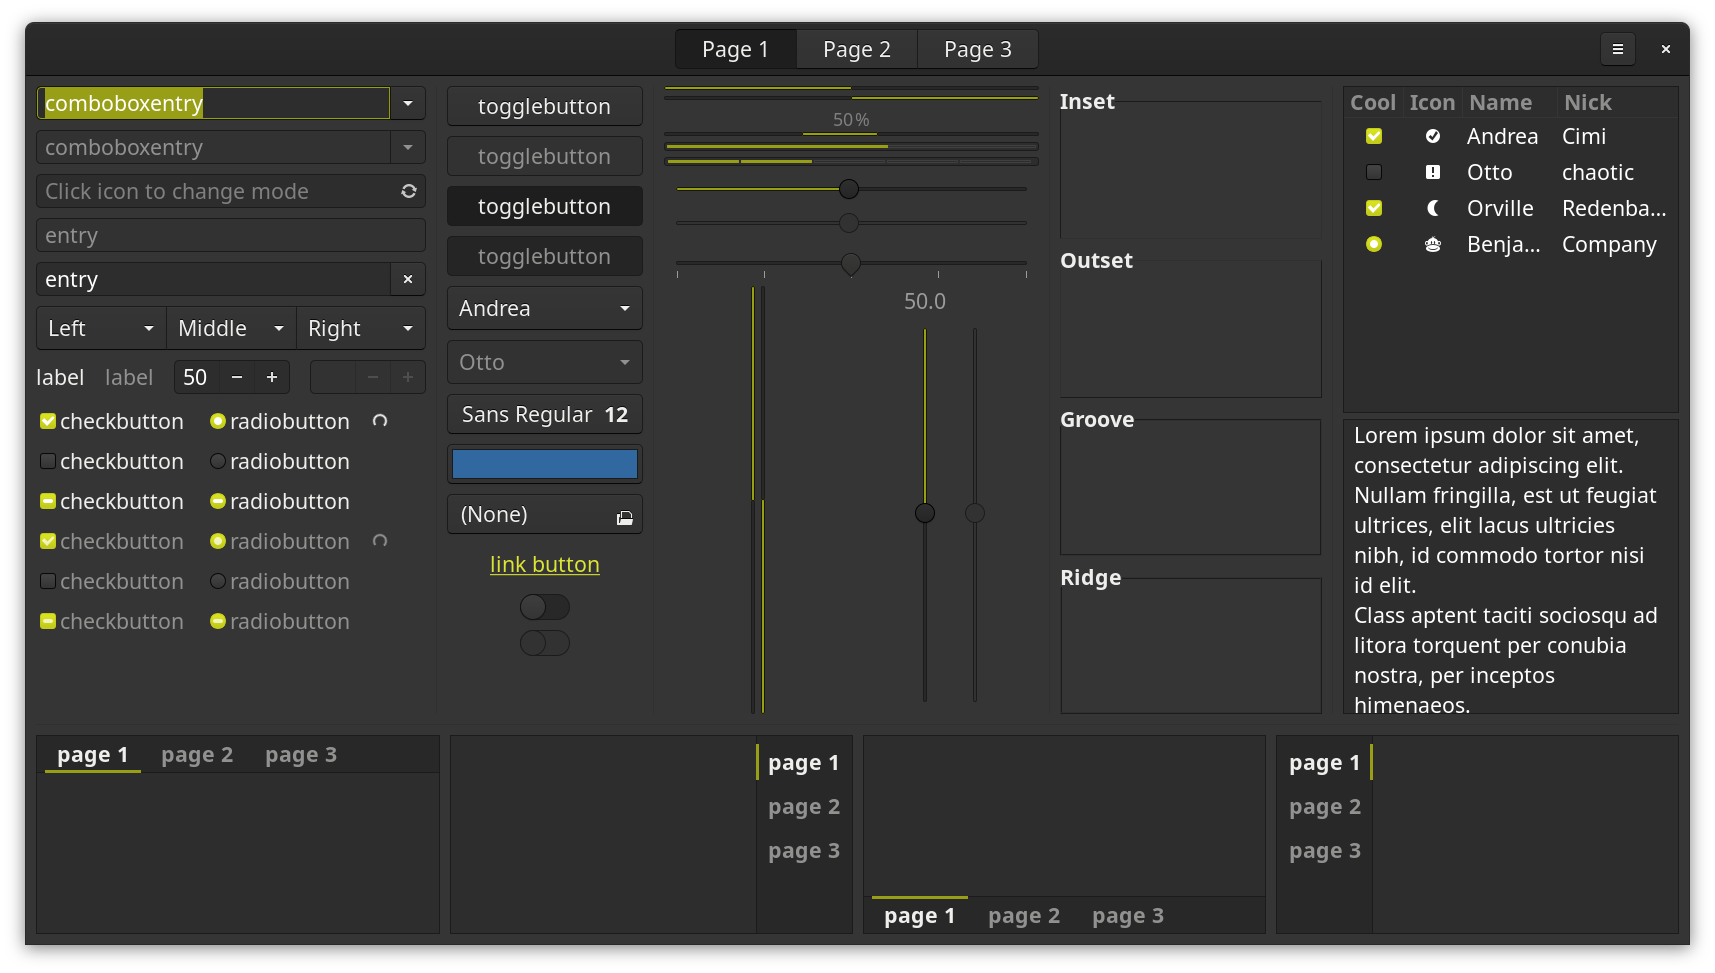 Page 1 Page 2 Page 3
comboboxentry
comboboxentry
Click icon to change mode
entry
entry
Left Middle Right
label label 50
checkbutton radiobutton
checkbutton radiobutton
checkbutton radiobutton
checkbutton radiobutton
checkbutton radiobutton
checkbutton radiobutton
togglebutton
togglebutton
togglebutton
togglebutton
Andrea
Otto
Sans Regular 12
(None)
link button
50%
50.0
Inset
Outset
Groove
Ridge
Cool Icon Name Nick
Andrea Cimi
Otto chaotic
Orville Redenba...
Benja... Company
Lorem ipsum dolor sit amet,
consectetur adipiscing elit.
Nullam fringilla, est ut feugiat
ultrices, elit lacus ultricies
nibh, id commodo tortor nisi
id elit.
Class aptent taciti sociosqu ad
litora torquent per conubia
nostra, per inceptos
himenaeos.
page 1 page 2 page 3
page 1
page 2
page 3
page 1 page 2 page 3
page 1
page 2
page 3